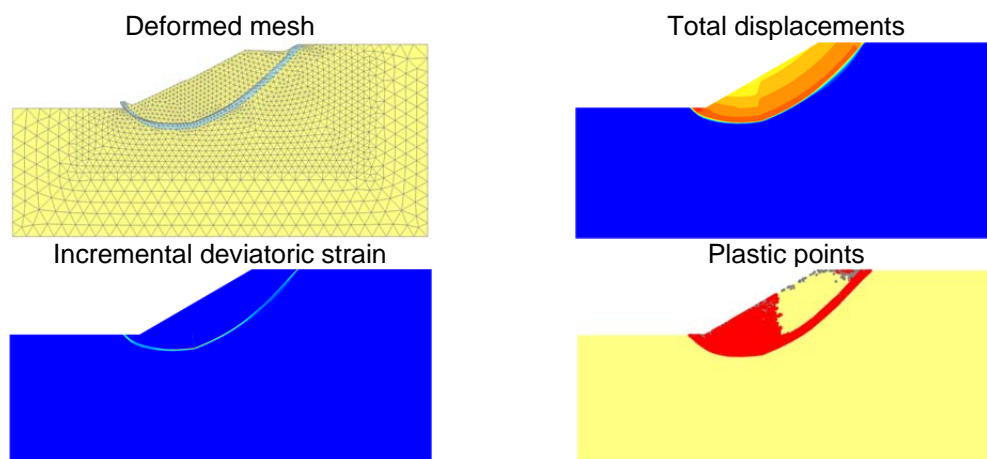 Deformed mesh
Total displacements
Incremental deviatoric strain
Plastic points